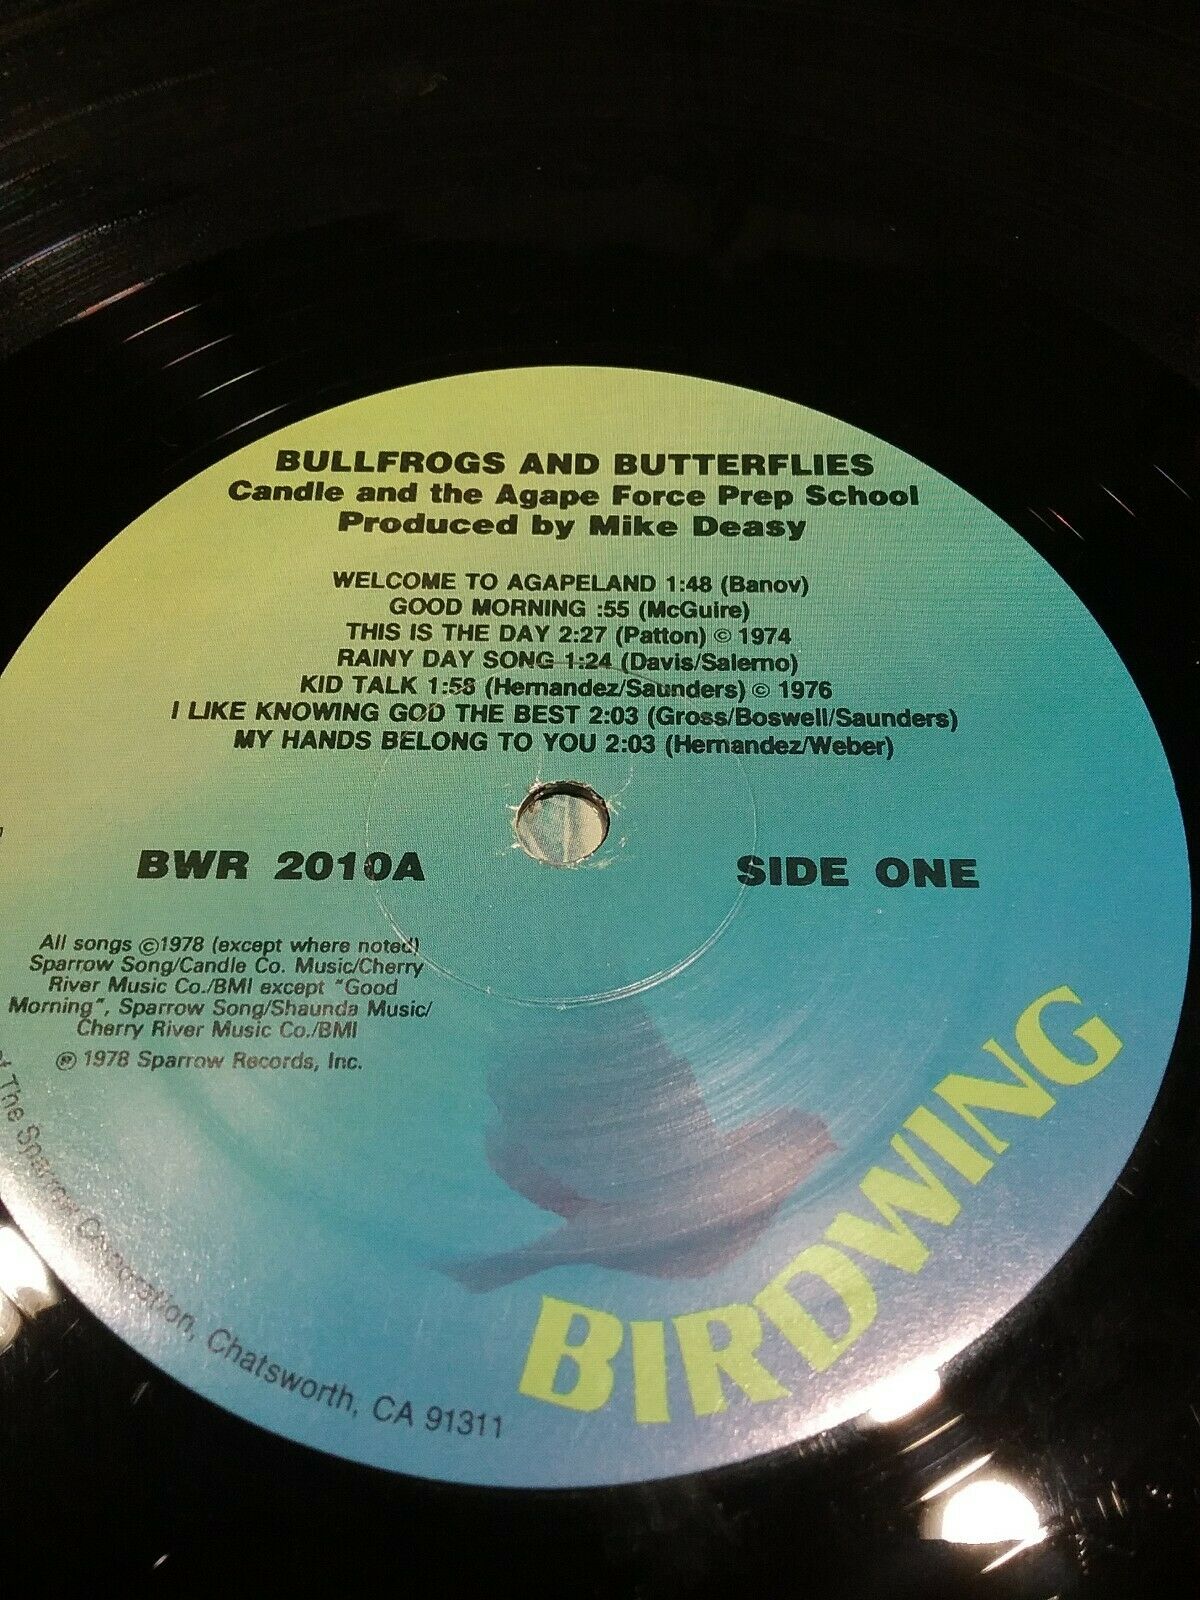 BULLFROGS AND BUTTERFLIES
Candle and the Agape Force Prep School
Produced by Mike Deasy
WELCOME TO AGAPELAND 1:48 (Banov)
GOOD MORNING :55 (McGuire)
THIS IS THE DAY 2:27 (Patton) © 1974
RAINY DAY SONG 1:24 (Davis/Salerno)
KID TALK 1:58 (Hernandez/Saunders) © 1976
I LIKE KNOWING GOD THE BEST 2:03 (Gross/Boswell/Saunders)
MY HANDS BELONG TO YOU 2:03 (Hernandez/Weber)
BWR 2010A
SIDE ONE
All songs ©1978 (except where noted)
Sparrow Song/Candle Co. Music/Cherry
River Music Co./BMI except "Good
Morning", Sparrow Song/Shaunda Music/
Cherry River Music Co./BMI
℗ 1978 Sparrow Records, Inc.
The Sparrow Corporation, Chatsworth, CA 91311
BIRDWING